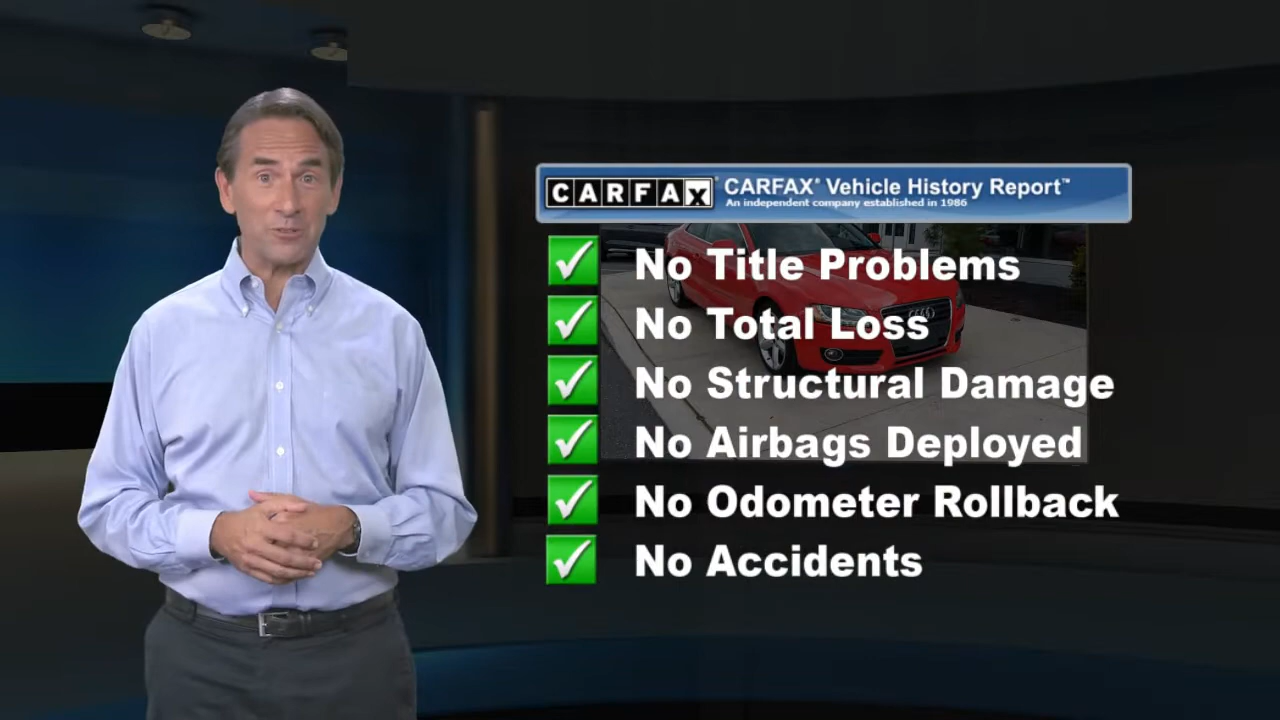 CARFAX® CARFAX® Vehicle History Report™
An independent company established in 1986
No Title Problems
No Total Loss
No Structural Damage
No Airbags Deployed
No Odometer Rollback
No Accidents